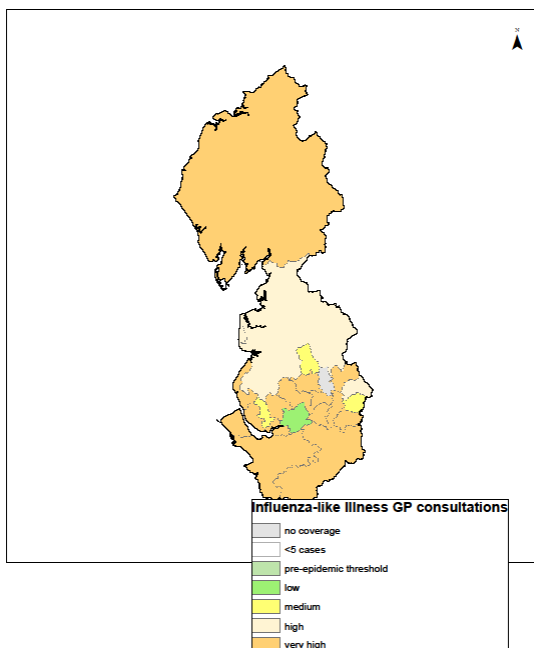 N
Influenza-like Illness GP consultations
no coverage
<5 cases
pre-epidemic threshold
low
medium
high
very high